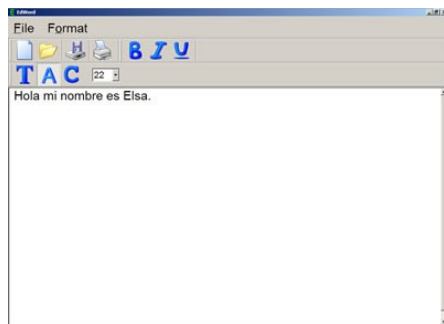 EdWord
File Format
B I U
T A C 22
Hola mi nombre es Elsa.